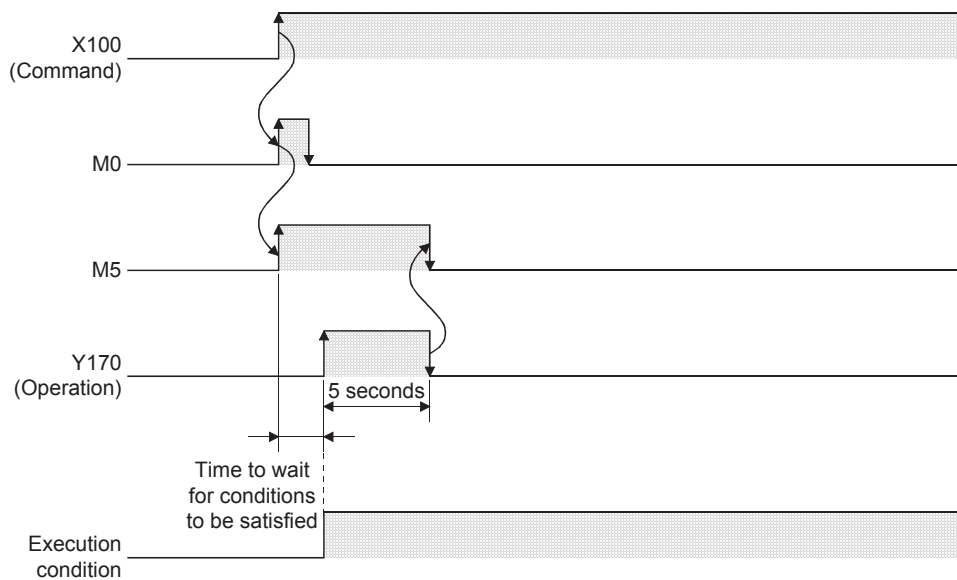 X100
(Command)
M0
M5
Y170
(Operation)
5 seconds
Time to wait
for conditions
to be satisfied
Execution
condition